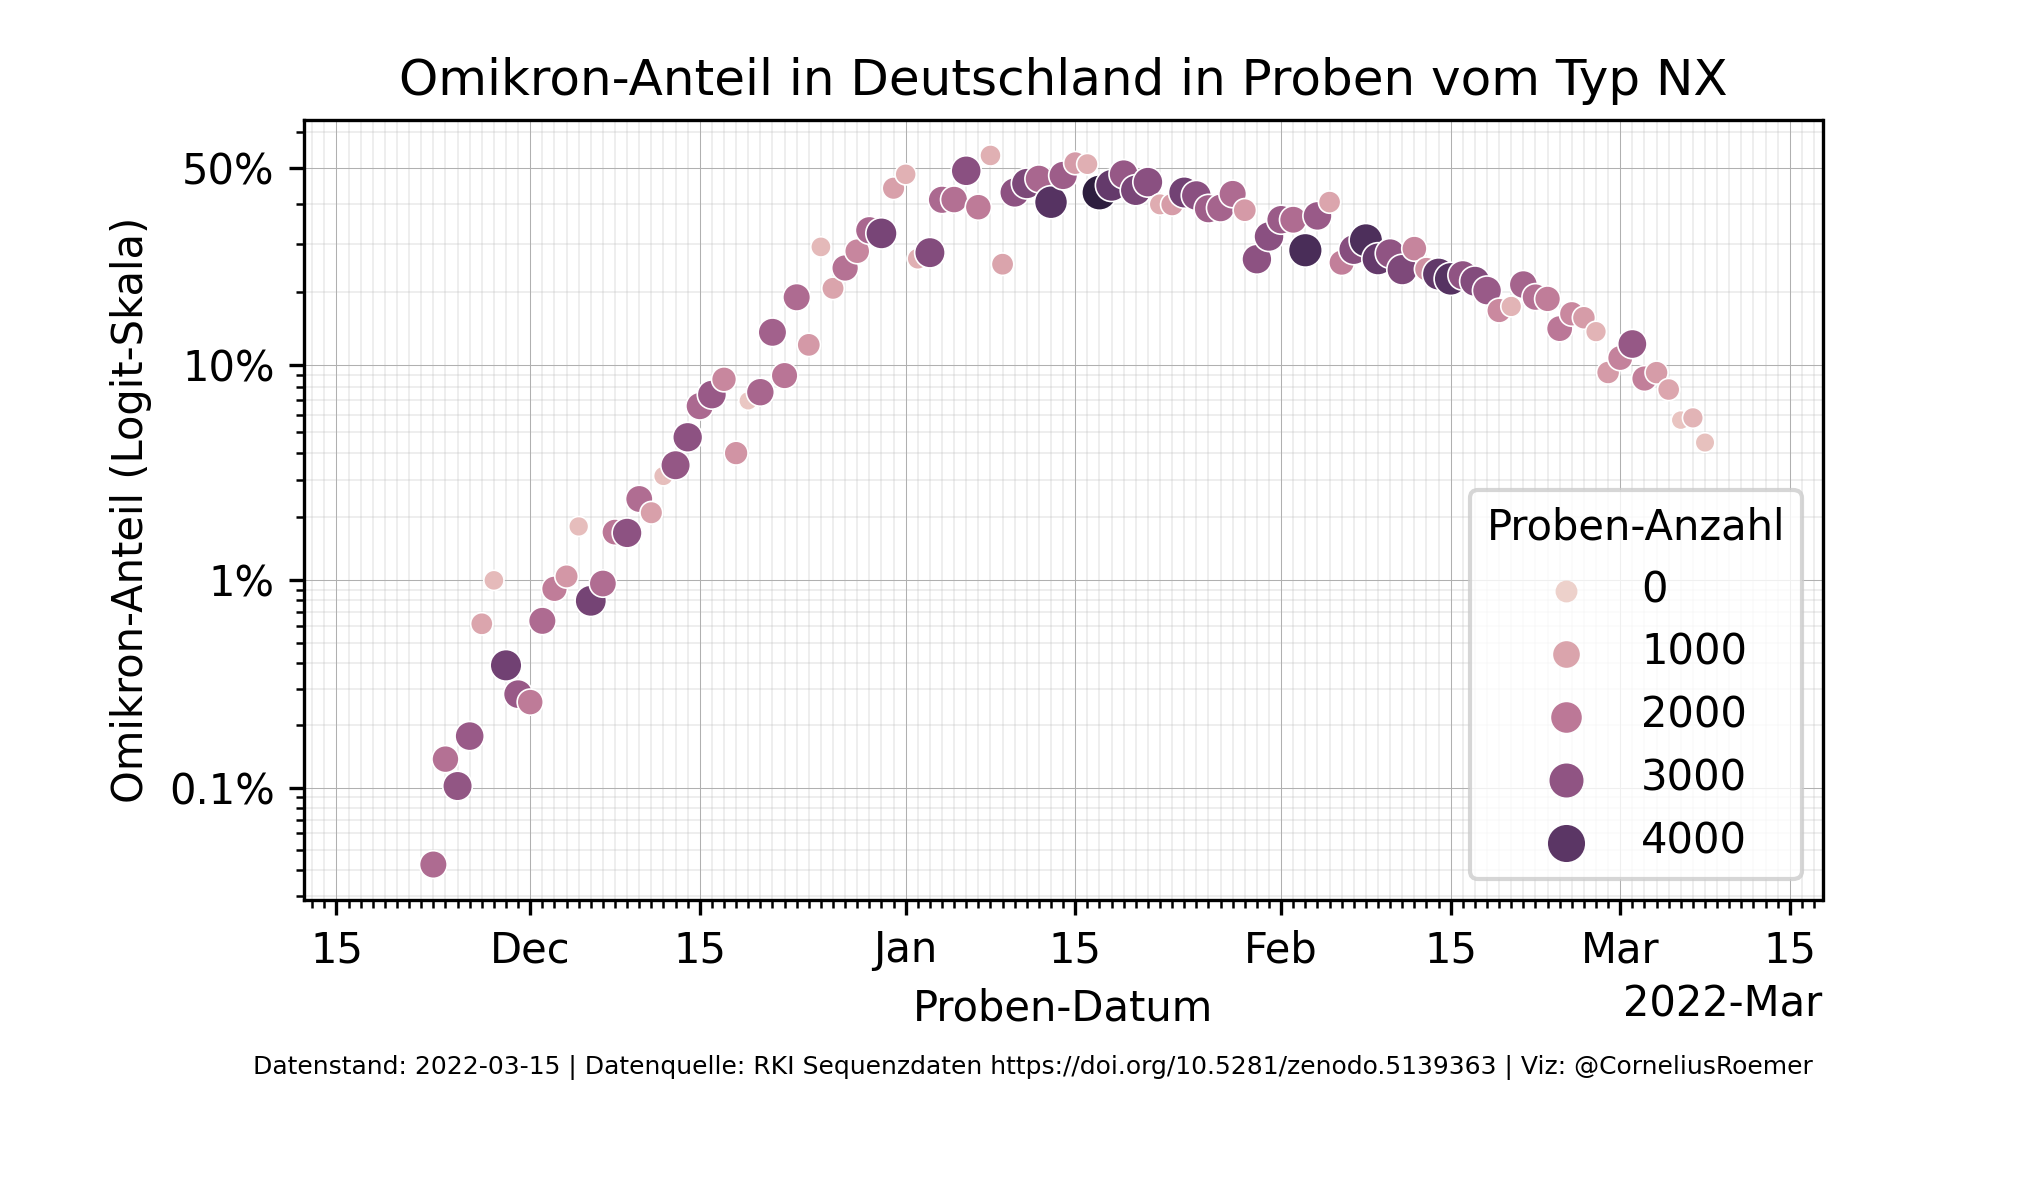 Omikron-Anteil in Deutschland in Proben vom Typ NX
Omikron-Anteil (Logit-Skala)
50%
10%
1%
0.1%
Proben-Anzahl
0
1000
2000
3000
4000
15 Dec 15 Jan 15 Feb 15 Mar 15
Proben-Datum
2022-Mar
Datenstand: 2022-03-15 | Datenquelle: RKI Sequenzdaten https://doi.org/10.5281/zenodo.5139363 | Viz: @CorneliusRoemer